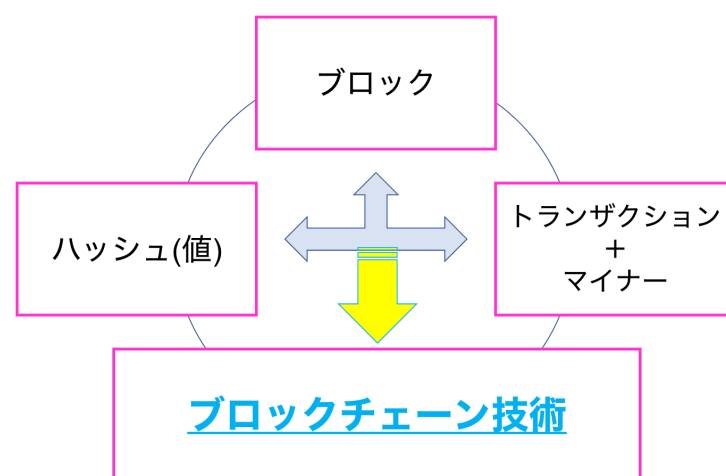 ブロック
ハッシュ(値)
トランザクション
+
マイナー
ブロックチェーン技術